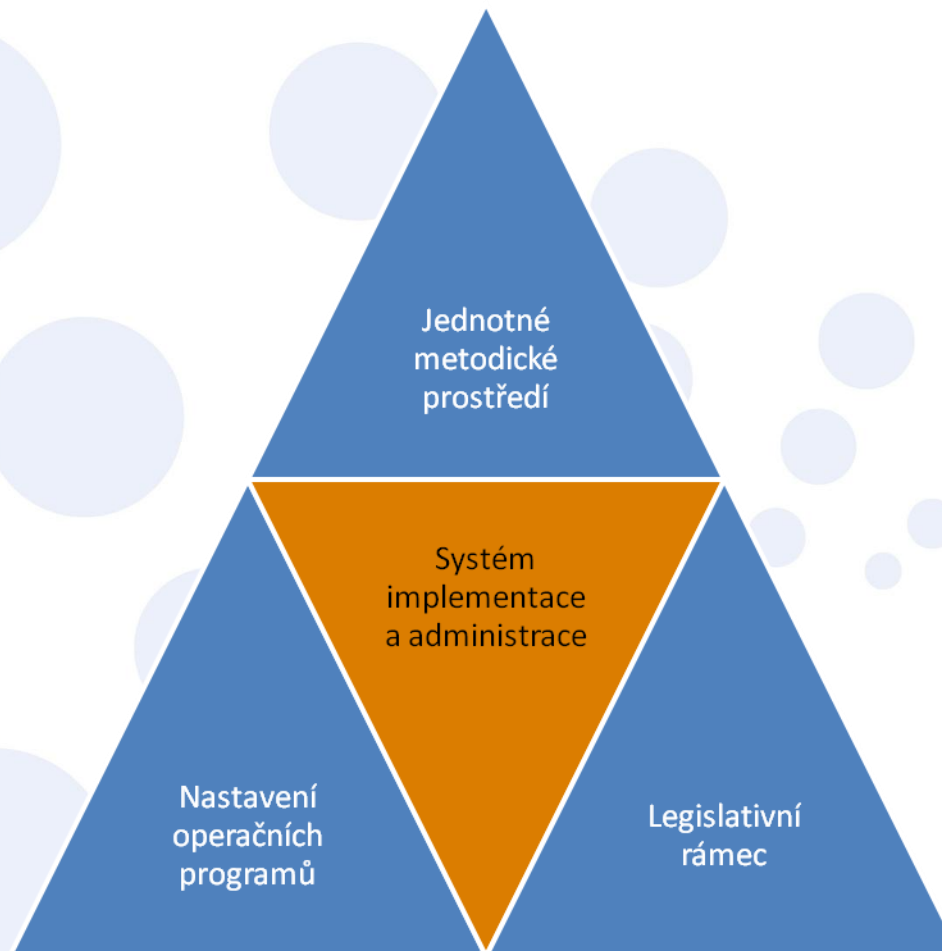 Jednotné
metodické
prostředí
Systém
implementace
a administrace
Nastavení
operačních
programů
Legislativní
rámec